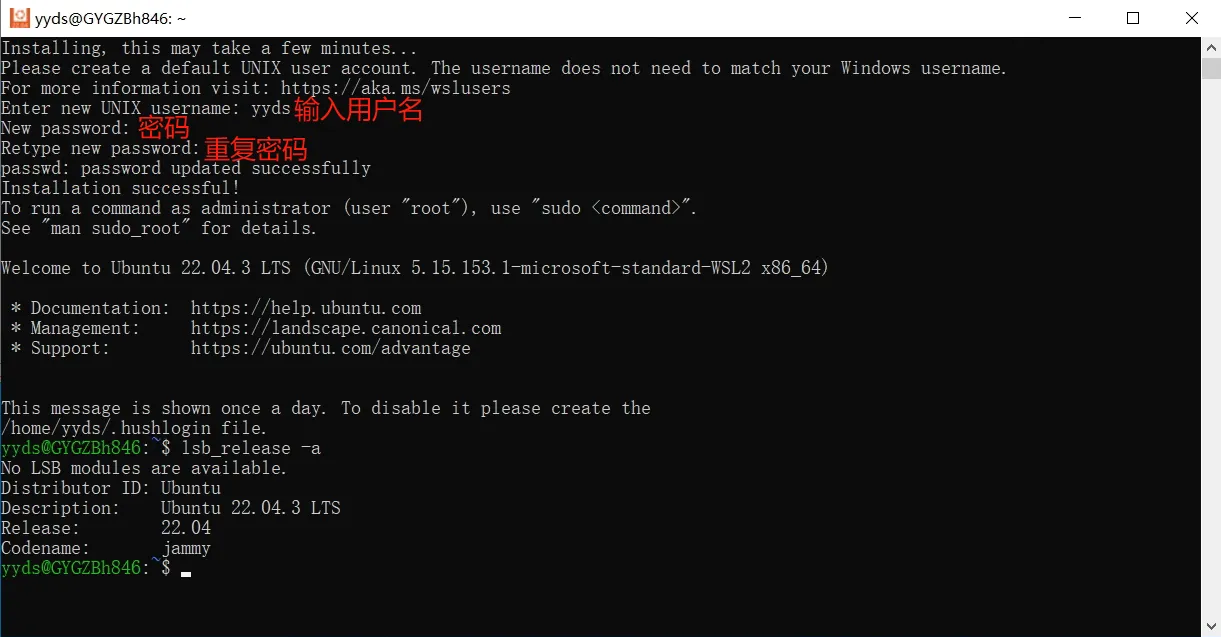 yyds@GYGZBh846: ~
Installing, this may take a few minutes...
Please create a default UNIX user account. The username does not need to match your Windows username.
For more information visit: https://aka.ms/wslusers
Enter new UNIX username: yyds 输入用户名
New password: 密码
Retype new password: 重复密码
passwd: password updated successfully
Installation successful!
To run a command as administrator (user "root"), use "sudo <command>".
See "man sudo_root" for details.
Welcome to Ubuntu 22.04.3 LTS (GNU/Linux 5.15.153.1-microsoft-standard-WSL2 x86_64)
* Documentation:  https://help.ubuntu.com
* Management:     https://landscape.canonical.com
* Support:        https://ubuntu.com/advantage
This message is shown once a day. To disable it please create the
/home/yyds/.hushlogin file.
yyds@GYGZBh846:~$ lsb_release -a
No LSB modules are available.
Distributor ID: Ubuntu
Description:    Ubuntu 22.04.3 LTS
Release:        22.04
Codename:       jammy
yyds@GYGZBh846:~$